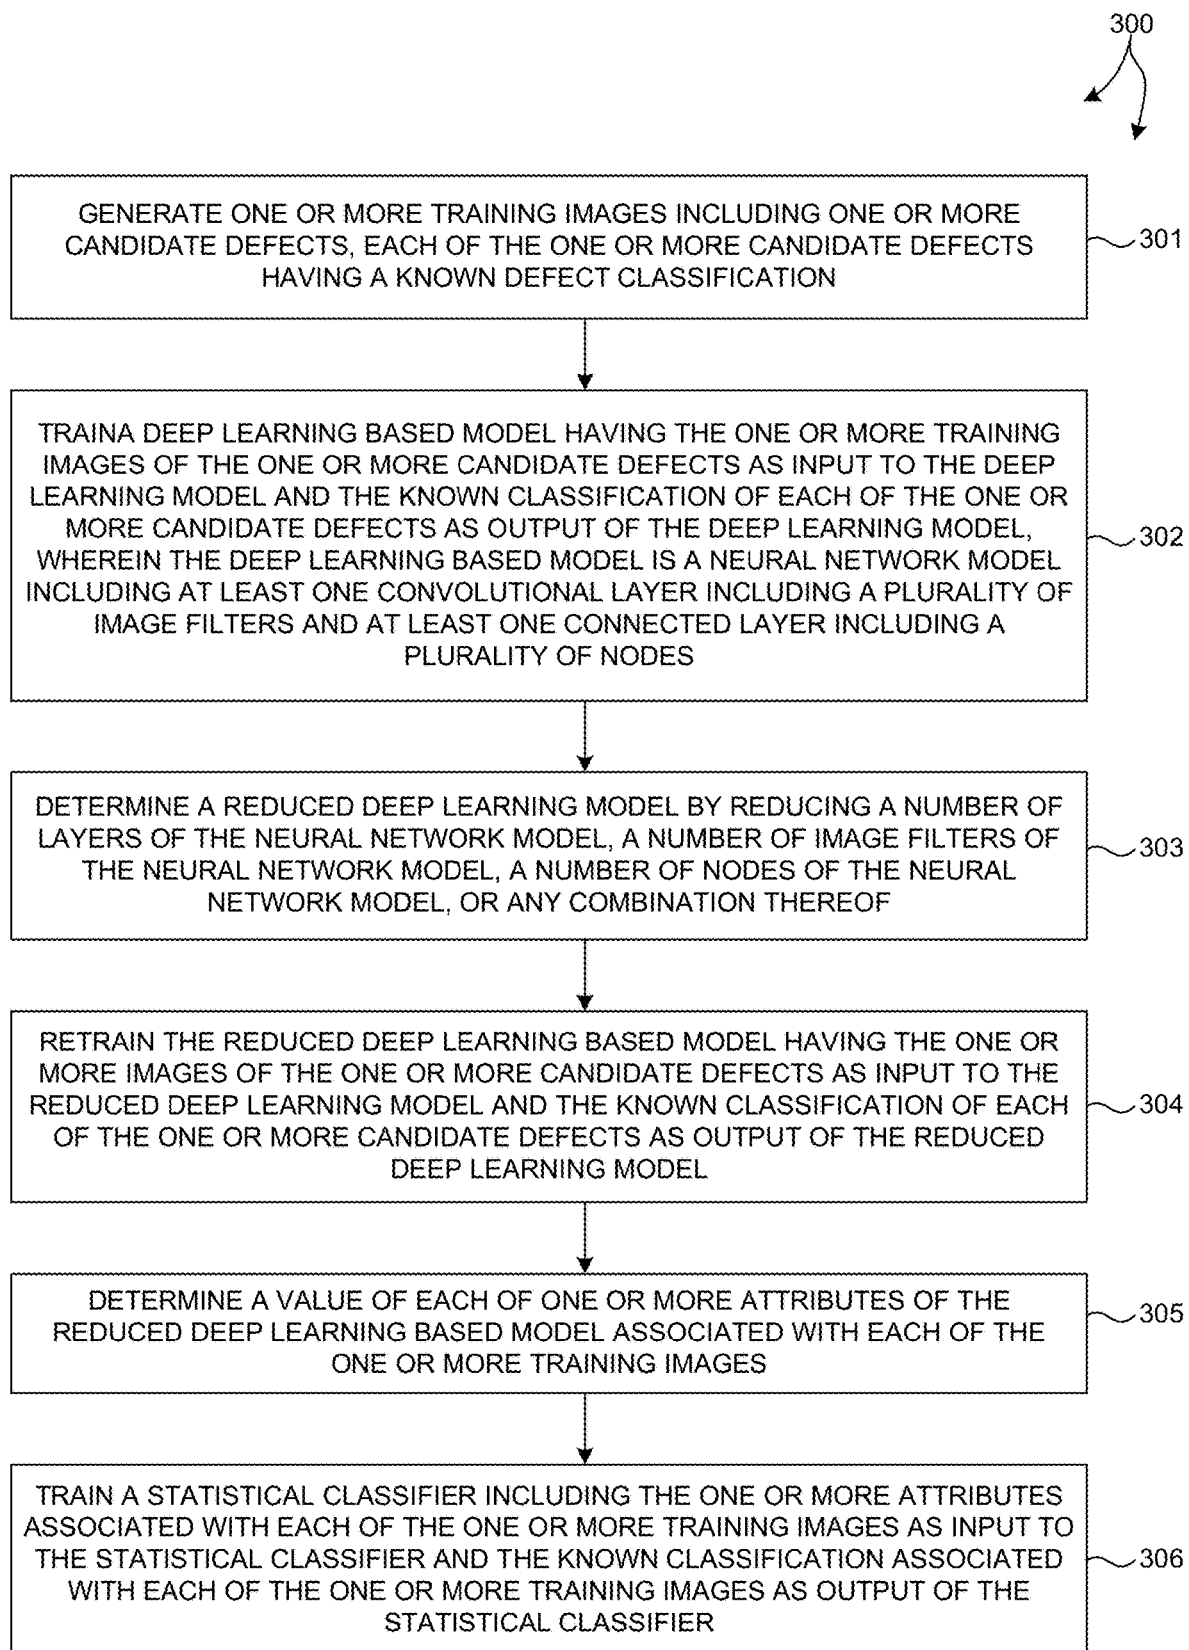 300
GENERATE ONE OR MORE TRAINING IMAGES INCLUDING ONE OR MORE
CANDIDATE DEFECTS, EACH OF THE ONE OR MORE CANDIDATE DEFECTS
HAVING A KNOWN DEFECT CLASSIFICATION
301
TRAINA DEEP LEARNING BASED MODEL HAVING THE ONE OR MORE TRAINING
IMAGES OF THE ONE OR MORE CANDIDATE DEFECTS AS INPUT TO THE DEEP
LEARNING MODEL AND THE KNOWN CLASSIFICATION OF EACH OF THE ONE OR
MORE CANDIDATE DEFECTS AS OUTPUT OF THE DEEP LEARNING MODEL,
WHEREIN THE DEEP LEARNING BASED MODEL IS A NEURAL NETWORK MODEL
INCLUDING AT LEAST ONE CONVOLUTIONAL LAYER INCLUDING A PLURALITY OF
IMAGE FILTERS AND AT LEAST ONE CONNECTED LAYER INCLUDING A
PLURALITY OF NODES
302
DETERMINE A REDUCED DEEP LEARNING MODEL BY REDUCING A NUMBER OF
LAYERS OF THE NEURAL NETWORK MODEL, A NUMBER OF IMAGE FILTERS OF
THE NEURAL NETWORK MODEL, A NUMBER OF NODES OF THE NEURAL
NETWORK MODEL, OR ANY COMBINATION THEREOF
303
RETRAIN THE REDUCED DEEP LEARNING BASED MODEL HAVING THE ONE OR
MORE IMAGES OF THE ONE OR MORE CANDIDATE DEFECTS AS INPUT TO THE
REDUCED DEEP LEARNING MODEL AND THE KNOWN CLASSIFICATION OF EACH
OF THE ONE OR MORE CANDIDATE DEFECTS AS OUTPUT OF THE REDUCED
DEEP LEARNING MODEL
304
DETERMINE A VALUE OF EACH OF ONE OR MORE ATTRIBUTES OF THE
REDUCED DEEP LEARNING BASED MODEL ASSOCIATED WITH EACH OF THE
ONE OR MORE TRAINING IMAGES
305
TRAIN A STATISTICAL CLASSIFIER INCLUDING THE ONE OR MORE ATTRIBUTES
ASSOCIATED WITH EACH OF THE ONE OR MORE TRAINING IMAGES AS INPUT TO
THE STATISTICAL CLASSIFIER AND THE KNOWN CLASSIFICATION ASSOCIATED
WITH EACH OF THE ONE OR MORE TRAINING IMAGES AS OUTPUT OF THE
STATISTICAL CLASSIFIER
306